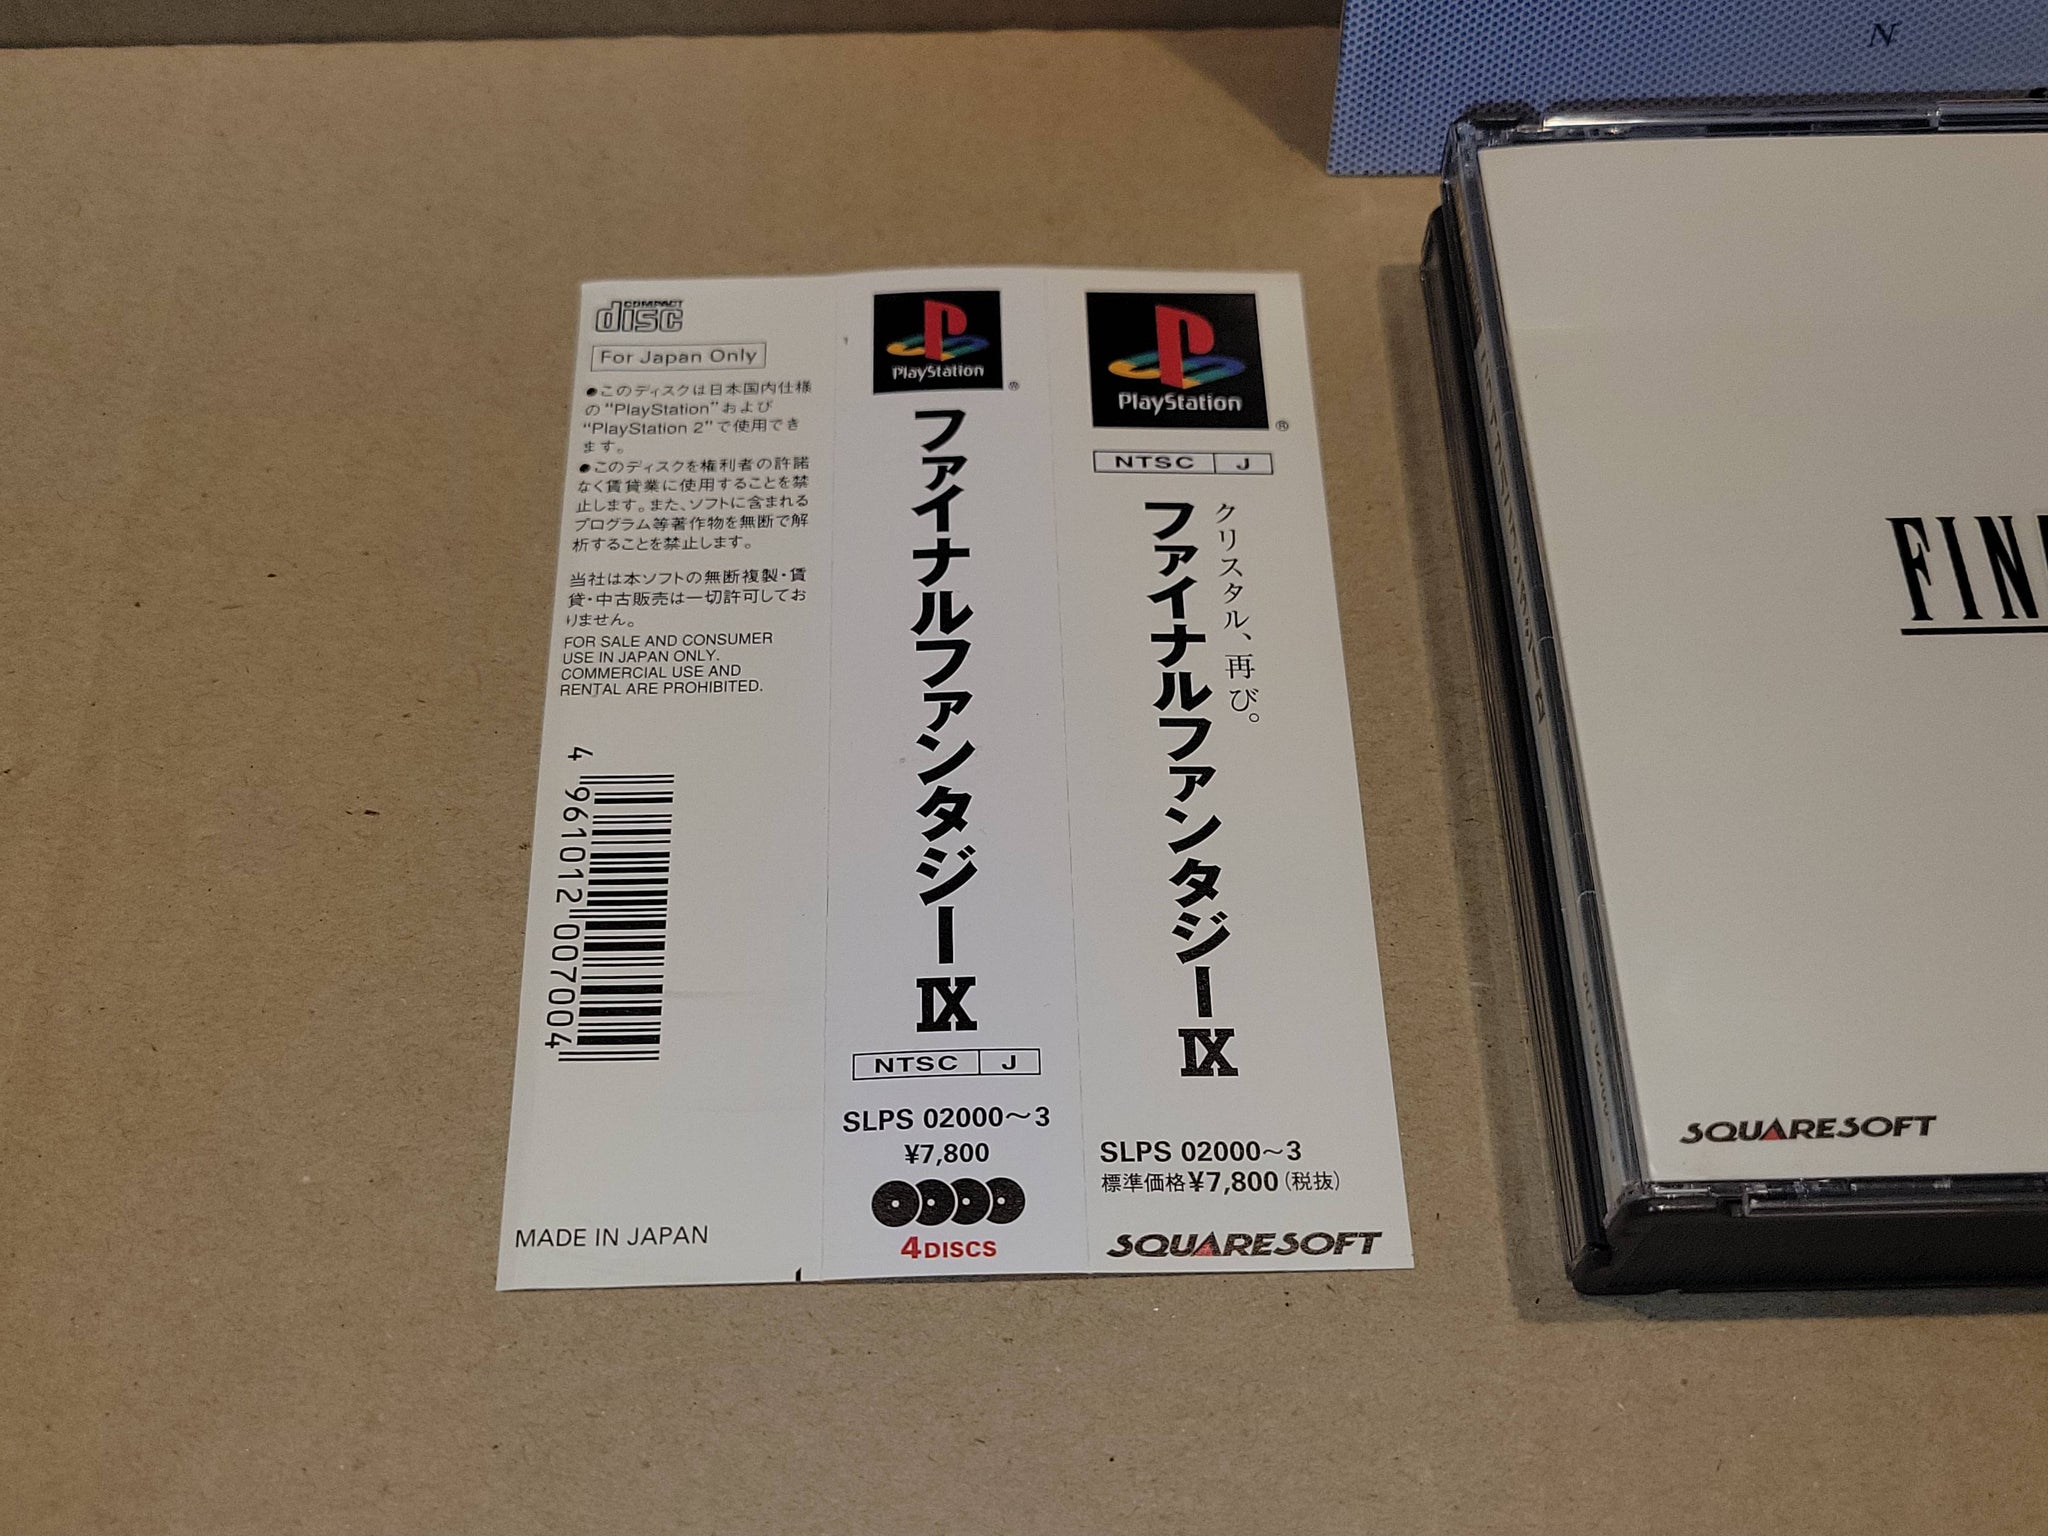 COMPACT
disc
For Japan Only
●このディスクは日本国内仕様
の"PlayStation"および
"PlayStation 2"で使用でき
ます。
●このディスクを権利者の許諾
なく賃貸業に使用することを禁
止します。また、ソフトに含まれる
プログラム等著作物を無断で解
析することを禁止します。
当社は本ソフトの無断複製・賃
貸・中古販売は一切許可してお
りません。
FOR SALE AND CONSUMER
USE IN JAPAN ONLY.
COMMERCIAL USE AND
RENTAL ARE PROHIBITED.
4 961012 007004
MADE IN JAPAN
PlayStation
®
ファイナルファンタジーIX
NTSC J
SLPS 02000～3
¥7,800
4DISCS
PlayStation
®
NTSC J
クリスタル、再び。
ファイナルファンタジーIX
SLPS 02000～3
標準価格¥7,800(税抜)
SQUARESOFT
N
FIN
SQUARESOFT